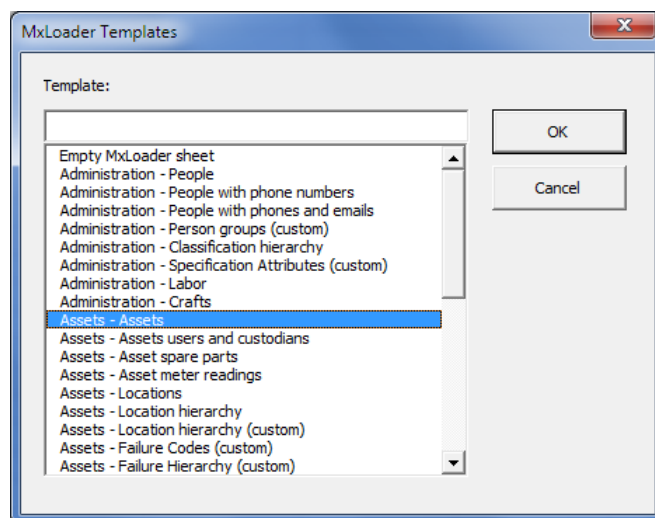 MxLoader Templates
Template:
OK
Cancel
Empty MxLoader sheet
Administration - People
Administration - People with phone numbers
Administration - People with phones and emails
Administration - Person groups (custom)
Administration - Classification hierarchy
Administration - Specification Attributes (custom)
Administration - Labor
Administration - Crafts
Assets - Assets
Assets - Assets users and custodians
Assets - Asset spare parts
Assets - Asset meter readings
Assets - Locations
Assets - Location hierarchy
Assets - Location hierarchy (custom)
Assets - Failure Codes (custom)
Assets - Failure Hierarchy (custom)